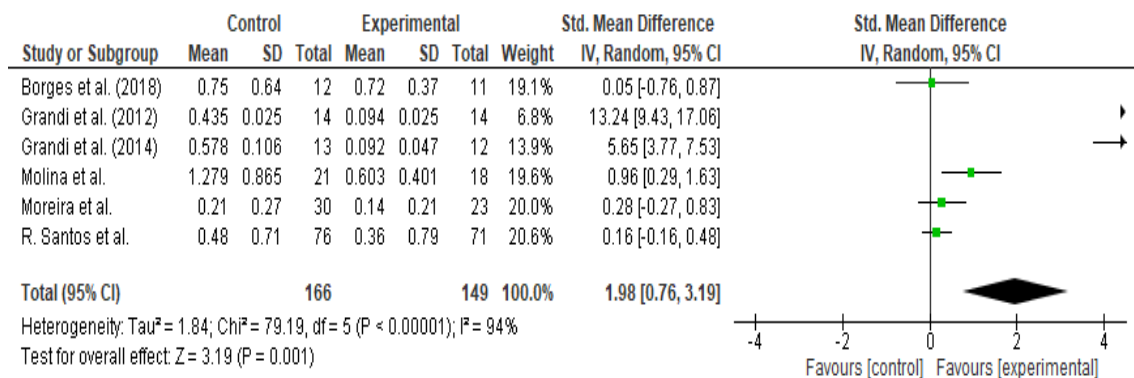 Control Experimental Std. Mean Difference Std. Mean Difference
Study or Subgroup Mean SD Total Mean SD Total Weight IV, Random, 95% CI IV, Random, 95% CI
Borges et al. (2018) 0.75 0.64 12 0.72 0.37 11 19.1% 0.05 [-0.76, 0.87]
Grandi et al. (2012) 0.435 0.025 14 0.094 0.025 14 6.8% 13.24 [9.43, 17.06]
Grandi et al. (2014) 0.578 0.106 13 0.092 0.047 12 13.9% 5.65 [3.77, 7.53]
Molina et al. 1.279 0.865 21 0.603 0.401 18 19.6% 0.96 [0.29, 1.63]
Moreira et al. 0.21 0.27 30 0.14 0.21 23 20.0% 0.28 [-0.27, 0.83]
R. Santos et al. 0.48 0.71 76 0.36 0.79 71 20.6% 0.16 [-0.16, 0.48]
Total (95% CI) 166 149 100.0% 1.98 [0.76, 3.19]
Heterogeneity: Tau² = 1.84; Chi² = 79.19, df = 5 (P < 0.00001); I² = 94%
Test for overall effect: Z = 3.19 (P = 0.001)
-4 -2 0 2 4
Favours [control] Favours [experimental]